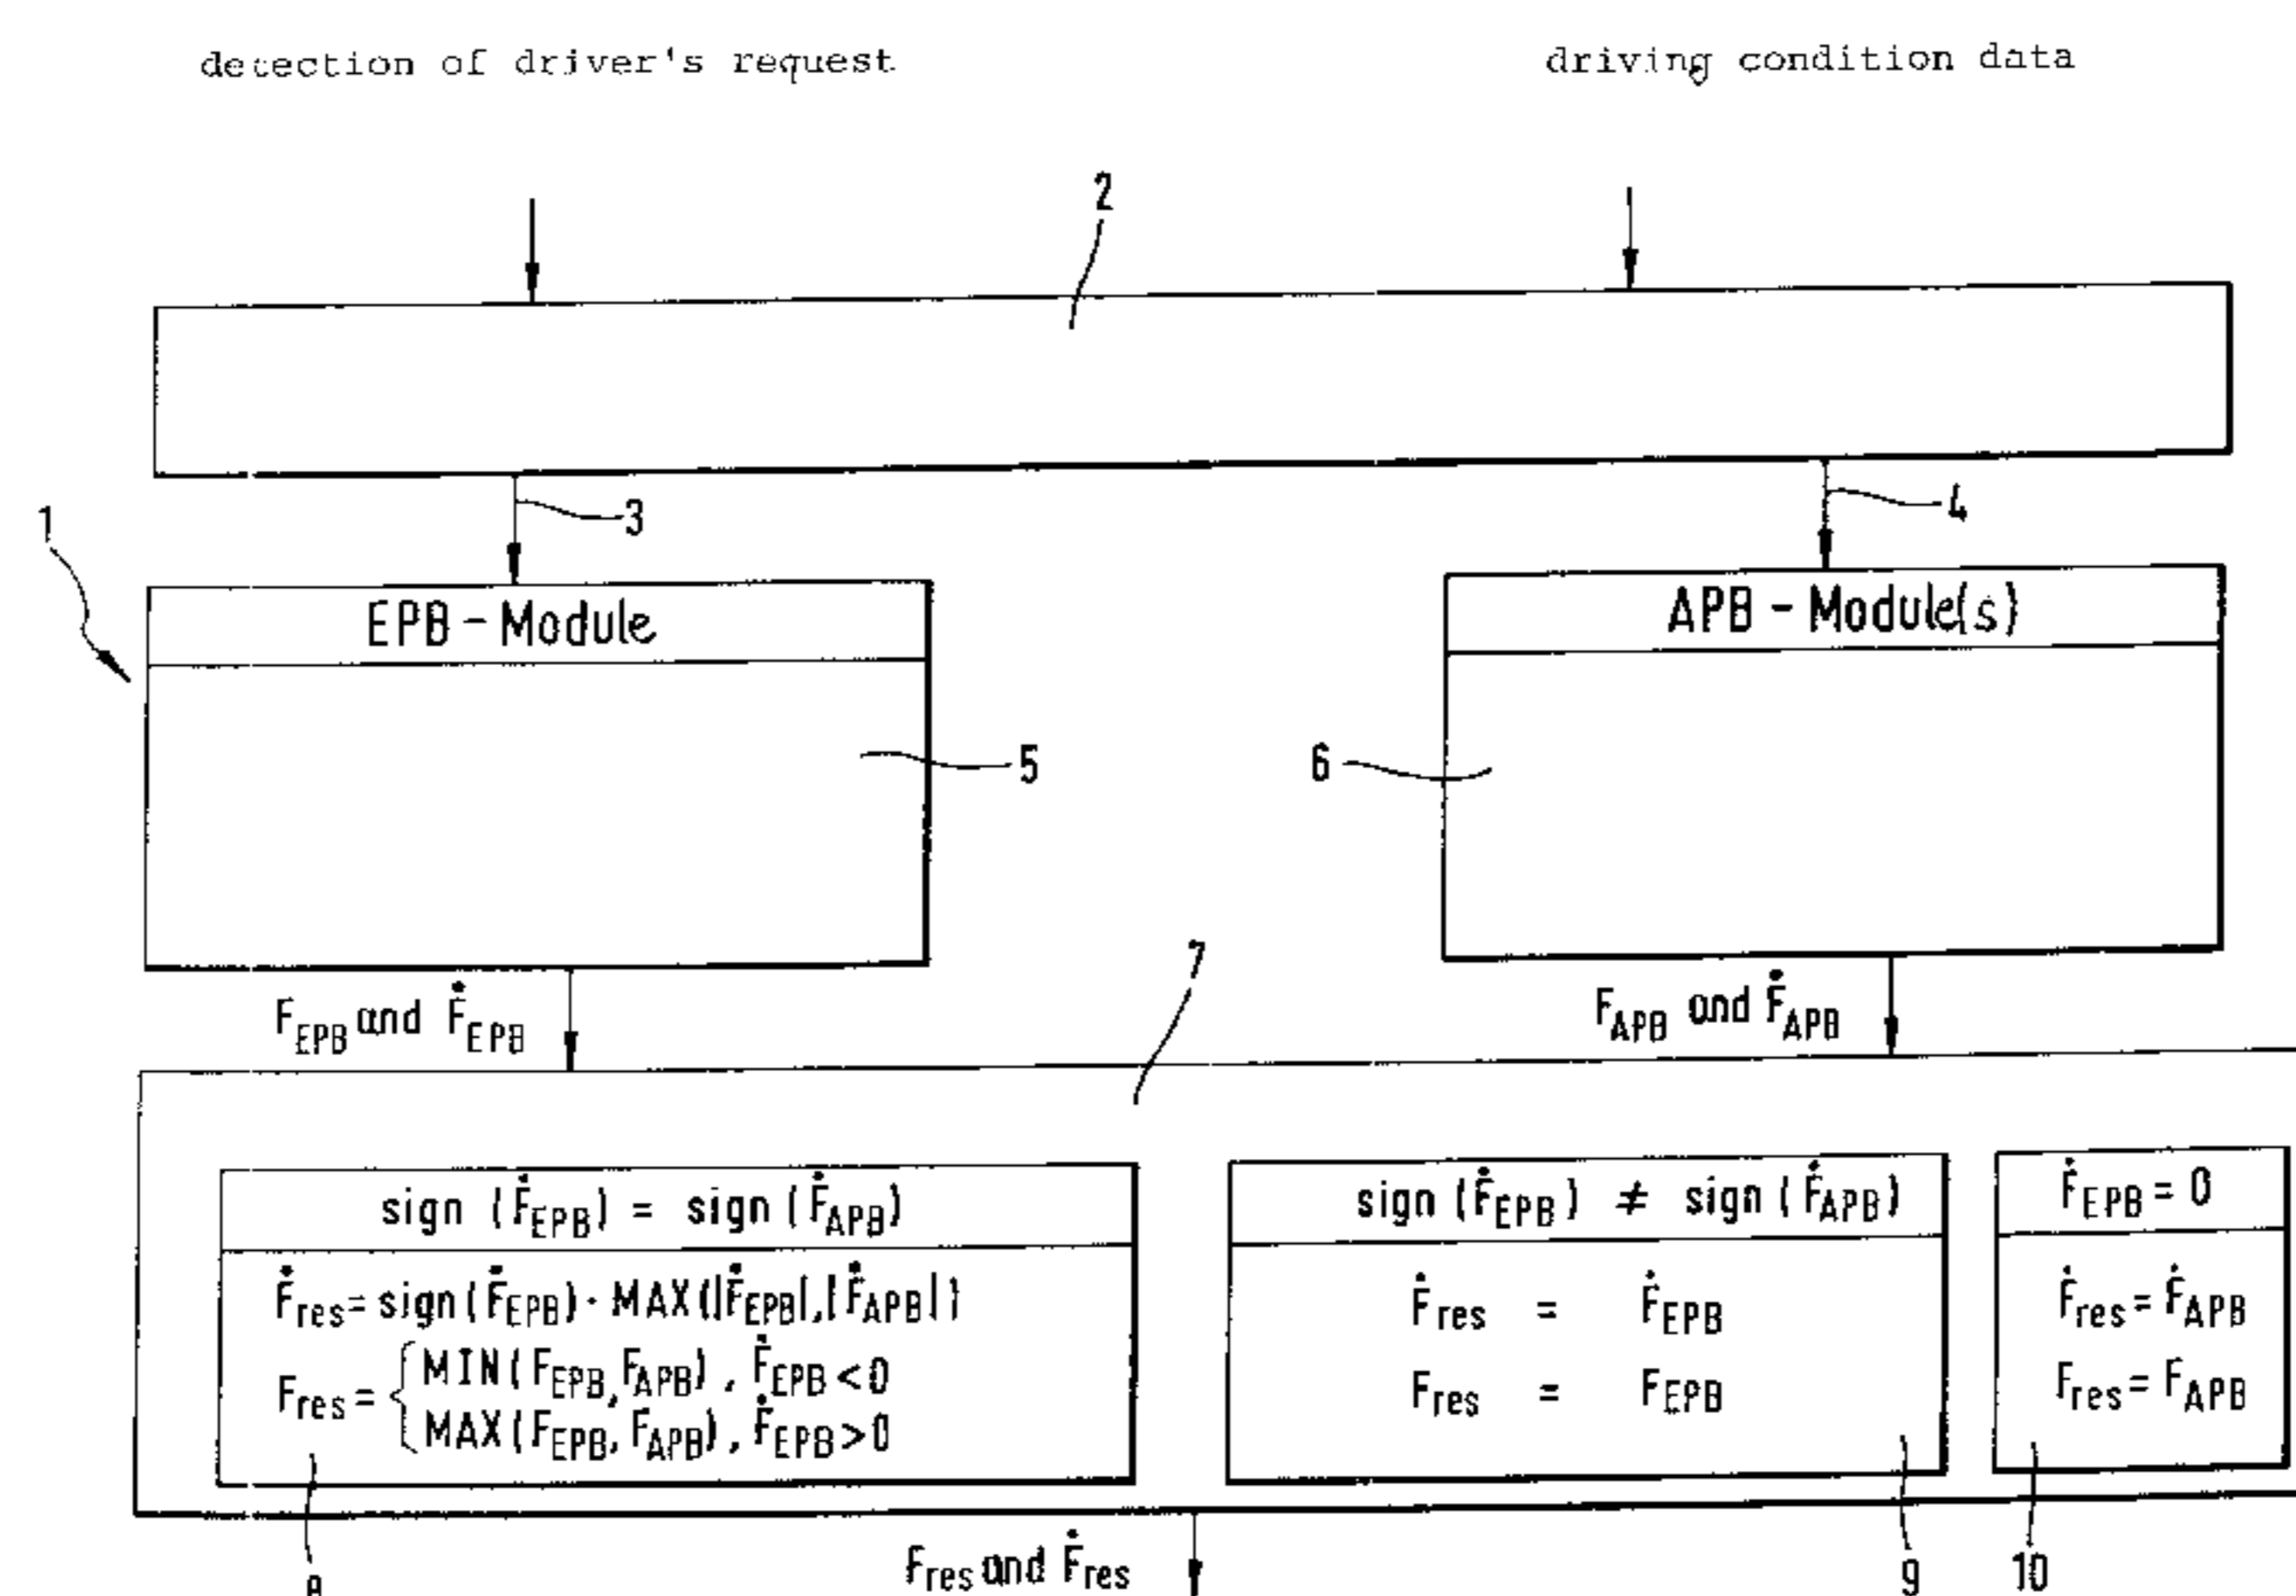 detection of driver's request
driving condition data
2
3
4
1
EPB - Module
APB - Module(s)
5
6
7
F_EPB and Ḟ_EPB
F_APB and Ḟ_APB
sign (Ḟ_EPB) = sign (Ḟ_APB)
Ḟ_res = sign(Ḟ_EPB) · MAX(|Ḟ_EPB|, |Ḟ_APB|)
F_res = { MIN(F_EPB, F_APB), Ḟ_EPB < 0
MAX(F_EPB, F_APB), Ḟ_EPB > 0
sign (Ḟ_EPB) ≠ sign (Ḟ_APB)
Ḟ_res = Ḟ_EPB
F_res = F_EPB
Ḟ_EPB = 0
Ḟ_res = Ḟ_APB
F_res = F_APB
8
9
10
F_res and Ḟ_res